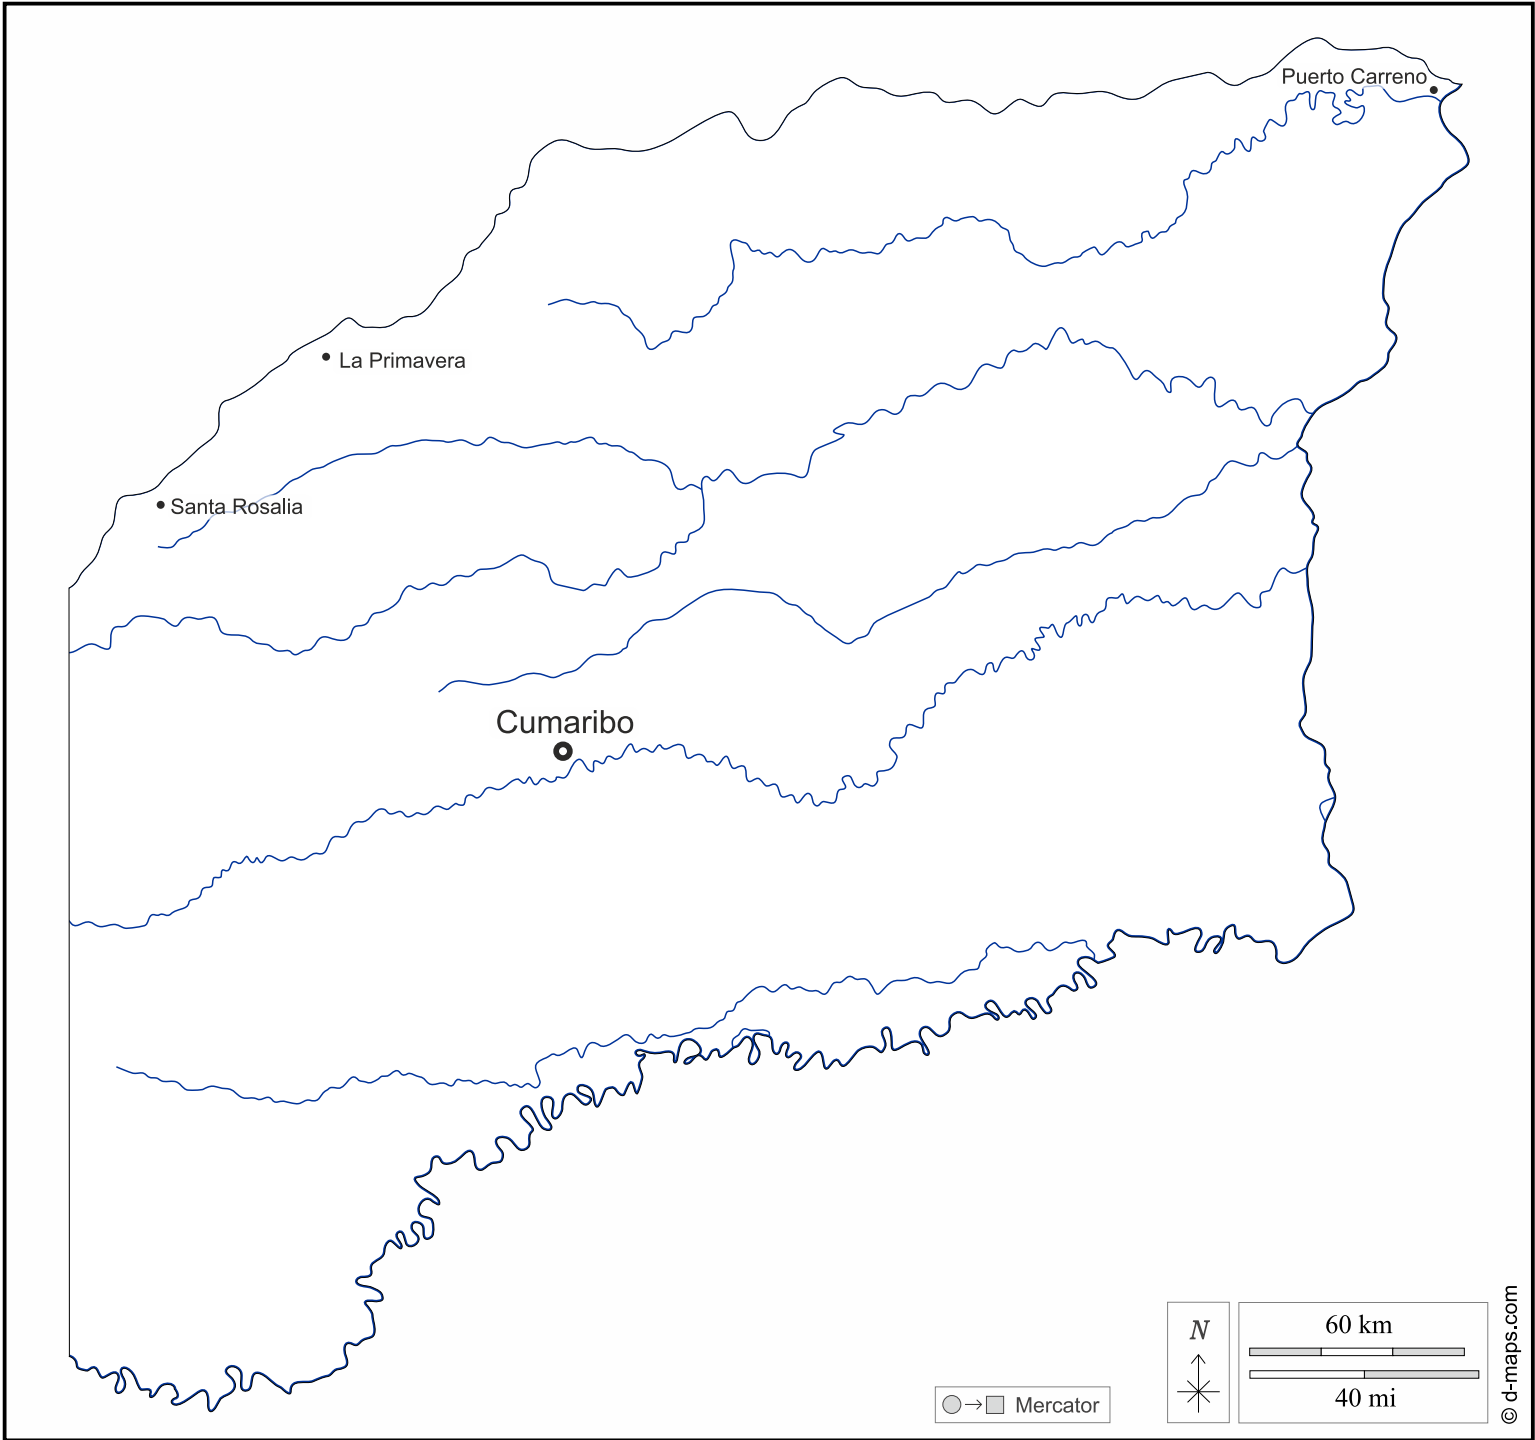 Puerto Carreno
La Primavera
Santa Rosalia
Cumaribo
N
60 km
40 mi
Mercator
© d-maps.com